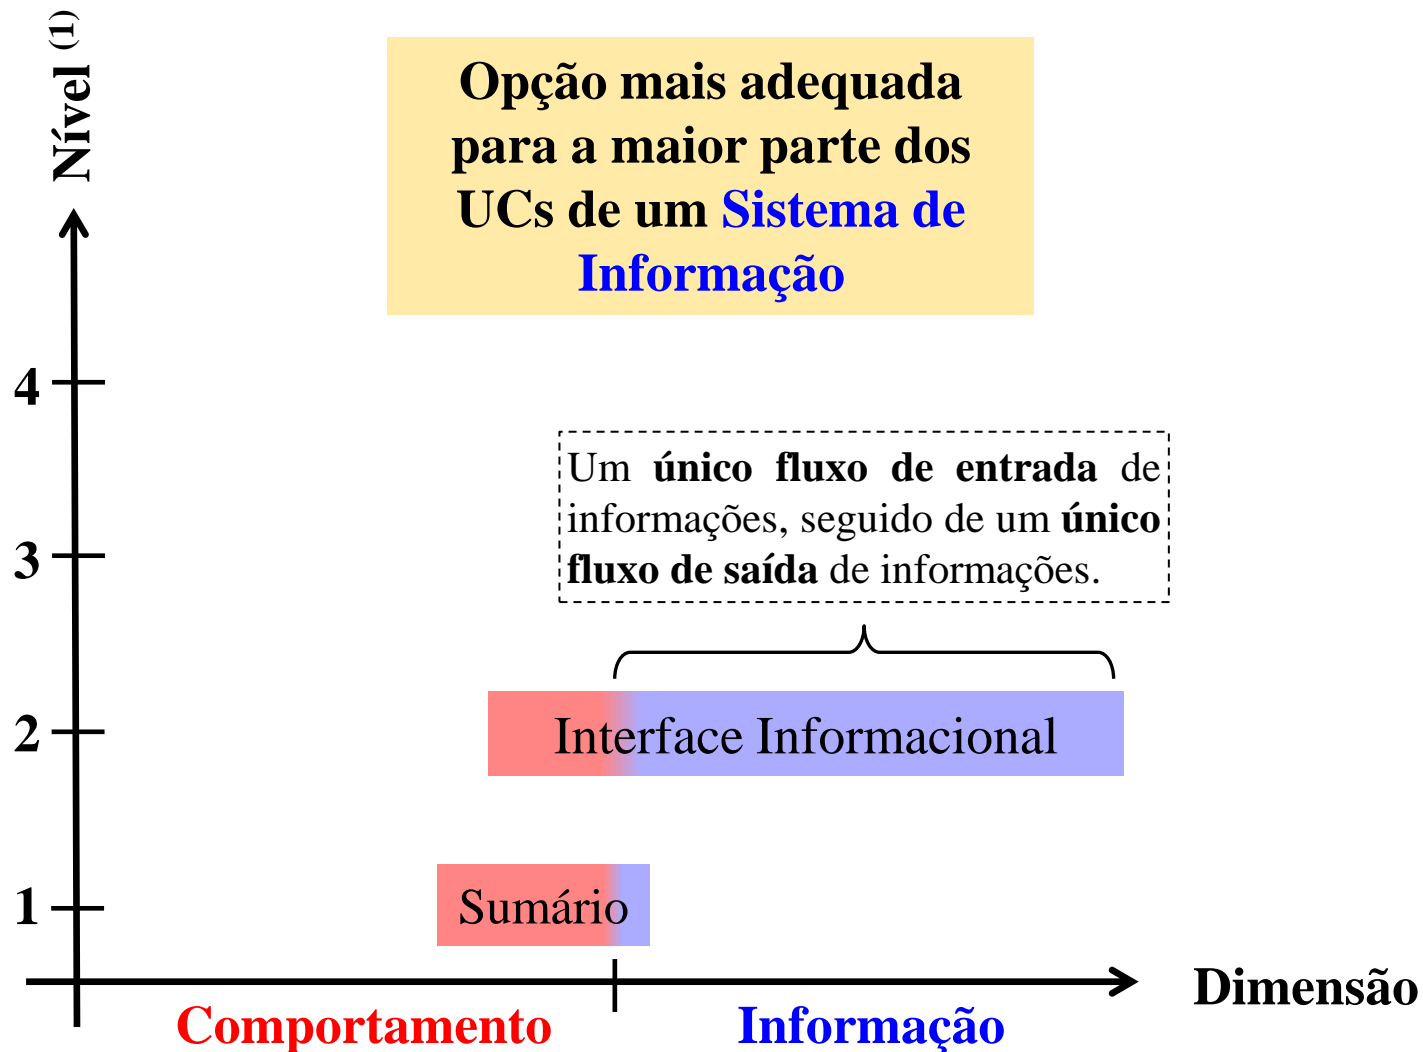 Nível (1)
Opção mais adequada
para a maior parte dos
UCs de um Sistema de
Informação
4
Um único fluxo de entrada de
informações, seguido de um único
fluxo de saída de informações.
3
2
Interface Informacional
1
Sumário
Dimensão
Comportamento
Informação